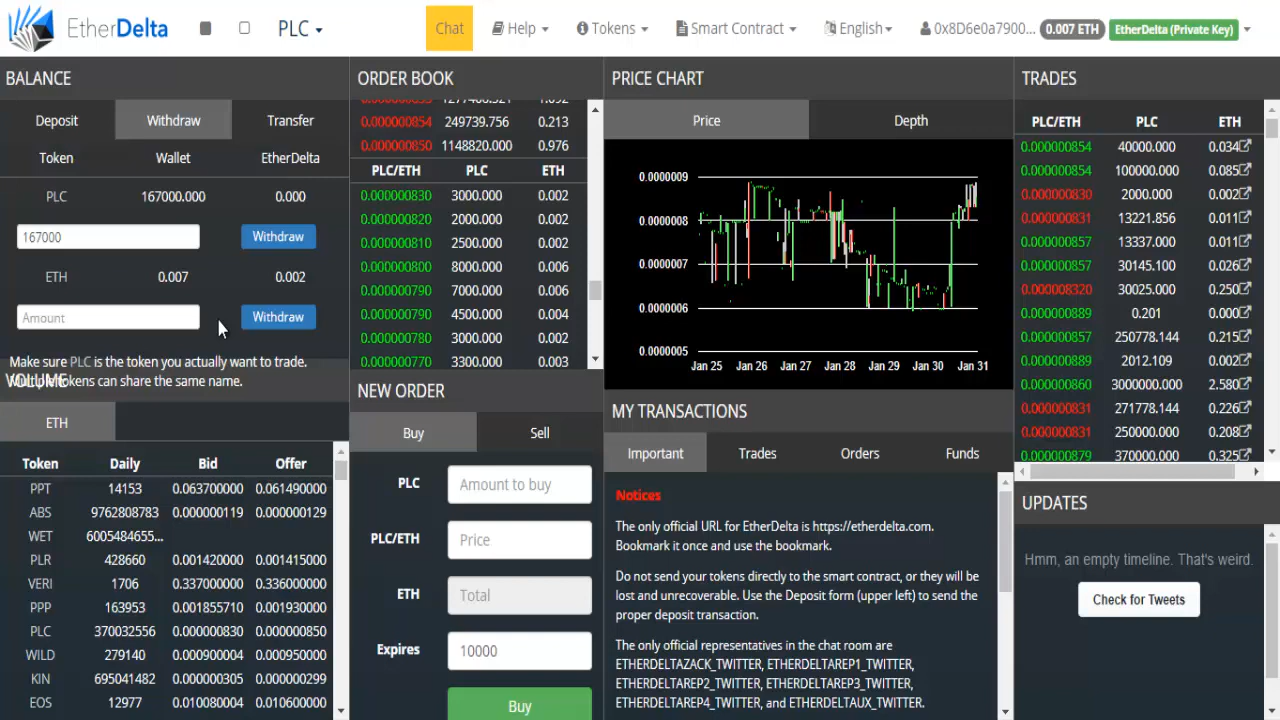 EtherDelta
PLC
Chat
Help
Tokens
Smart Contract
English
0x8D6e0a7900...
0.007 ETH
EtherDelta (Private Key)
BALANCE
Deposit
Withdraw
Transfer
Token Wallet EtherDelta
PLC 167000.000 0.000
167000
Withdraw
ETH 0.007 0.002
Amount
Withdraw
Make sure PLC is the token you actually want to trade.
tokens can share the same name.
VOLUME
ETH
Token Daily Bid Offer
PPT 14153 0.063700000 0.061490000
ABS 9762808783 0.000000119 0.000000129
WET 6005484655...
PLR 428660 0.001420000 0.001415000
VERI 1706 0.337000000 0.336000000
PPP 163953 0.001855710 0.001930000
PLC 370032556 0.000000830 0.000000850
WILD 279140 0.000900004 0.000950000
KIN 695041482 0.000000305 0.000000299
EOS 12977 0.010080004 0.010600000
ORDER BOOK
0.000000854 249739.756 0.213
0.000000850 1148820.000 0.976
PLC/ETH PLC ETH
0.000000830 3000.000 0.002
0.000000820 2000.000 0.002
0.000000810 2500.000 0.002
0.000000800 8000.000 0.006
0.000000790 7000.000 0.006
0.000000790 4500.000 0.004
0.000000780 3000.000 0.002
0.000000770 3300.000 0.003
NEW ORDER
Buy
Sell
PLC Amount to buy
PLC/ETH Price
ETH Total
Expires 10000
Buy
PRICE CHART
Price
Depth
0.0000009
0.0000008
0.0000007
0.0000006
0.0000005
Jan 25 Jan 26 Jan 27 Jan 28 Jan 29 Jan 30 Jan 31
MY TRANSACTIONS
Important
Trades
Orders
Funds
Notices
The only official URL for EtherDelta is https://etherdelta.com.
Bookmark it once and use the bookmark.
Do not send your tokens directly to the smart contract, or they will be
lost and unrecoverable. Use the Deposit form (upper left) to send the
proper deposit transaction.
The only official representatives in the chat room are
ETHERDELTAZACK_TWITTER, ETHERDELTAREP1_TWITTER,
ETHERDELTAREP2_TWITTER, ETHERDELTAREP3_TWITTER,
ETHERDELTAREP4_TWITTER, and ETHERDELTAUX_TWITTER.
TRADES
PLC/ETH PLC ETH
0.000000854 40000.000 0.034
0.000000854 100000.000 0.085
0.000000830 2000.000 0.002
0.000000831 13221.856 0.011
0.000000857 13337.000 0.011
0.000000857 30145.100 0.026
0.000008320 30025.000 0.250
0.000000889 0.201 0.000
0.000000857 250778.144 0.215
0.000000889 2012.109 0.002
0.000000860 3000000.000 2.580
0.000000831 271778.144 0.226
0.000000831 250000.000 0.208
0.000000879 370000.000 0.325
UPDATES
Hmm, an empty timeline. That's weird.
Check for Tweets